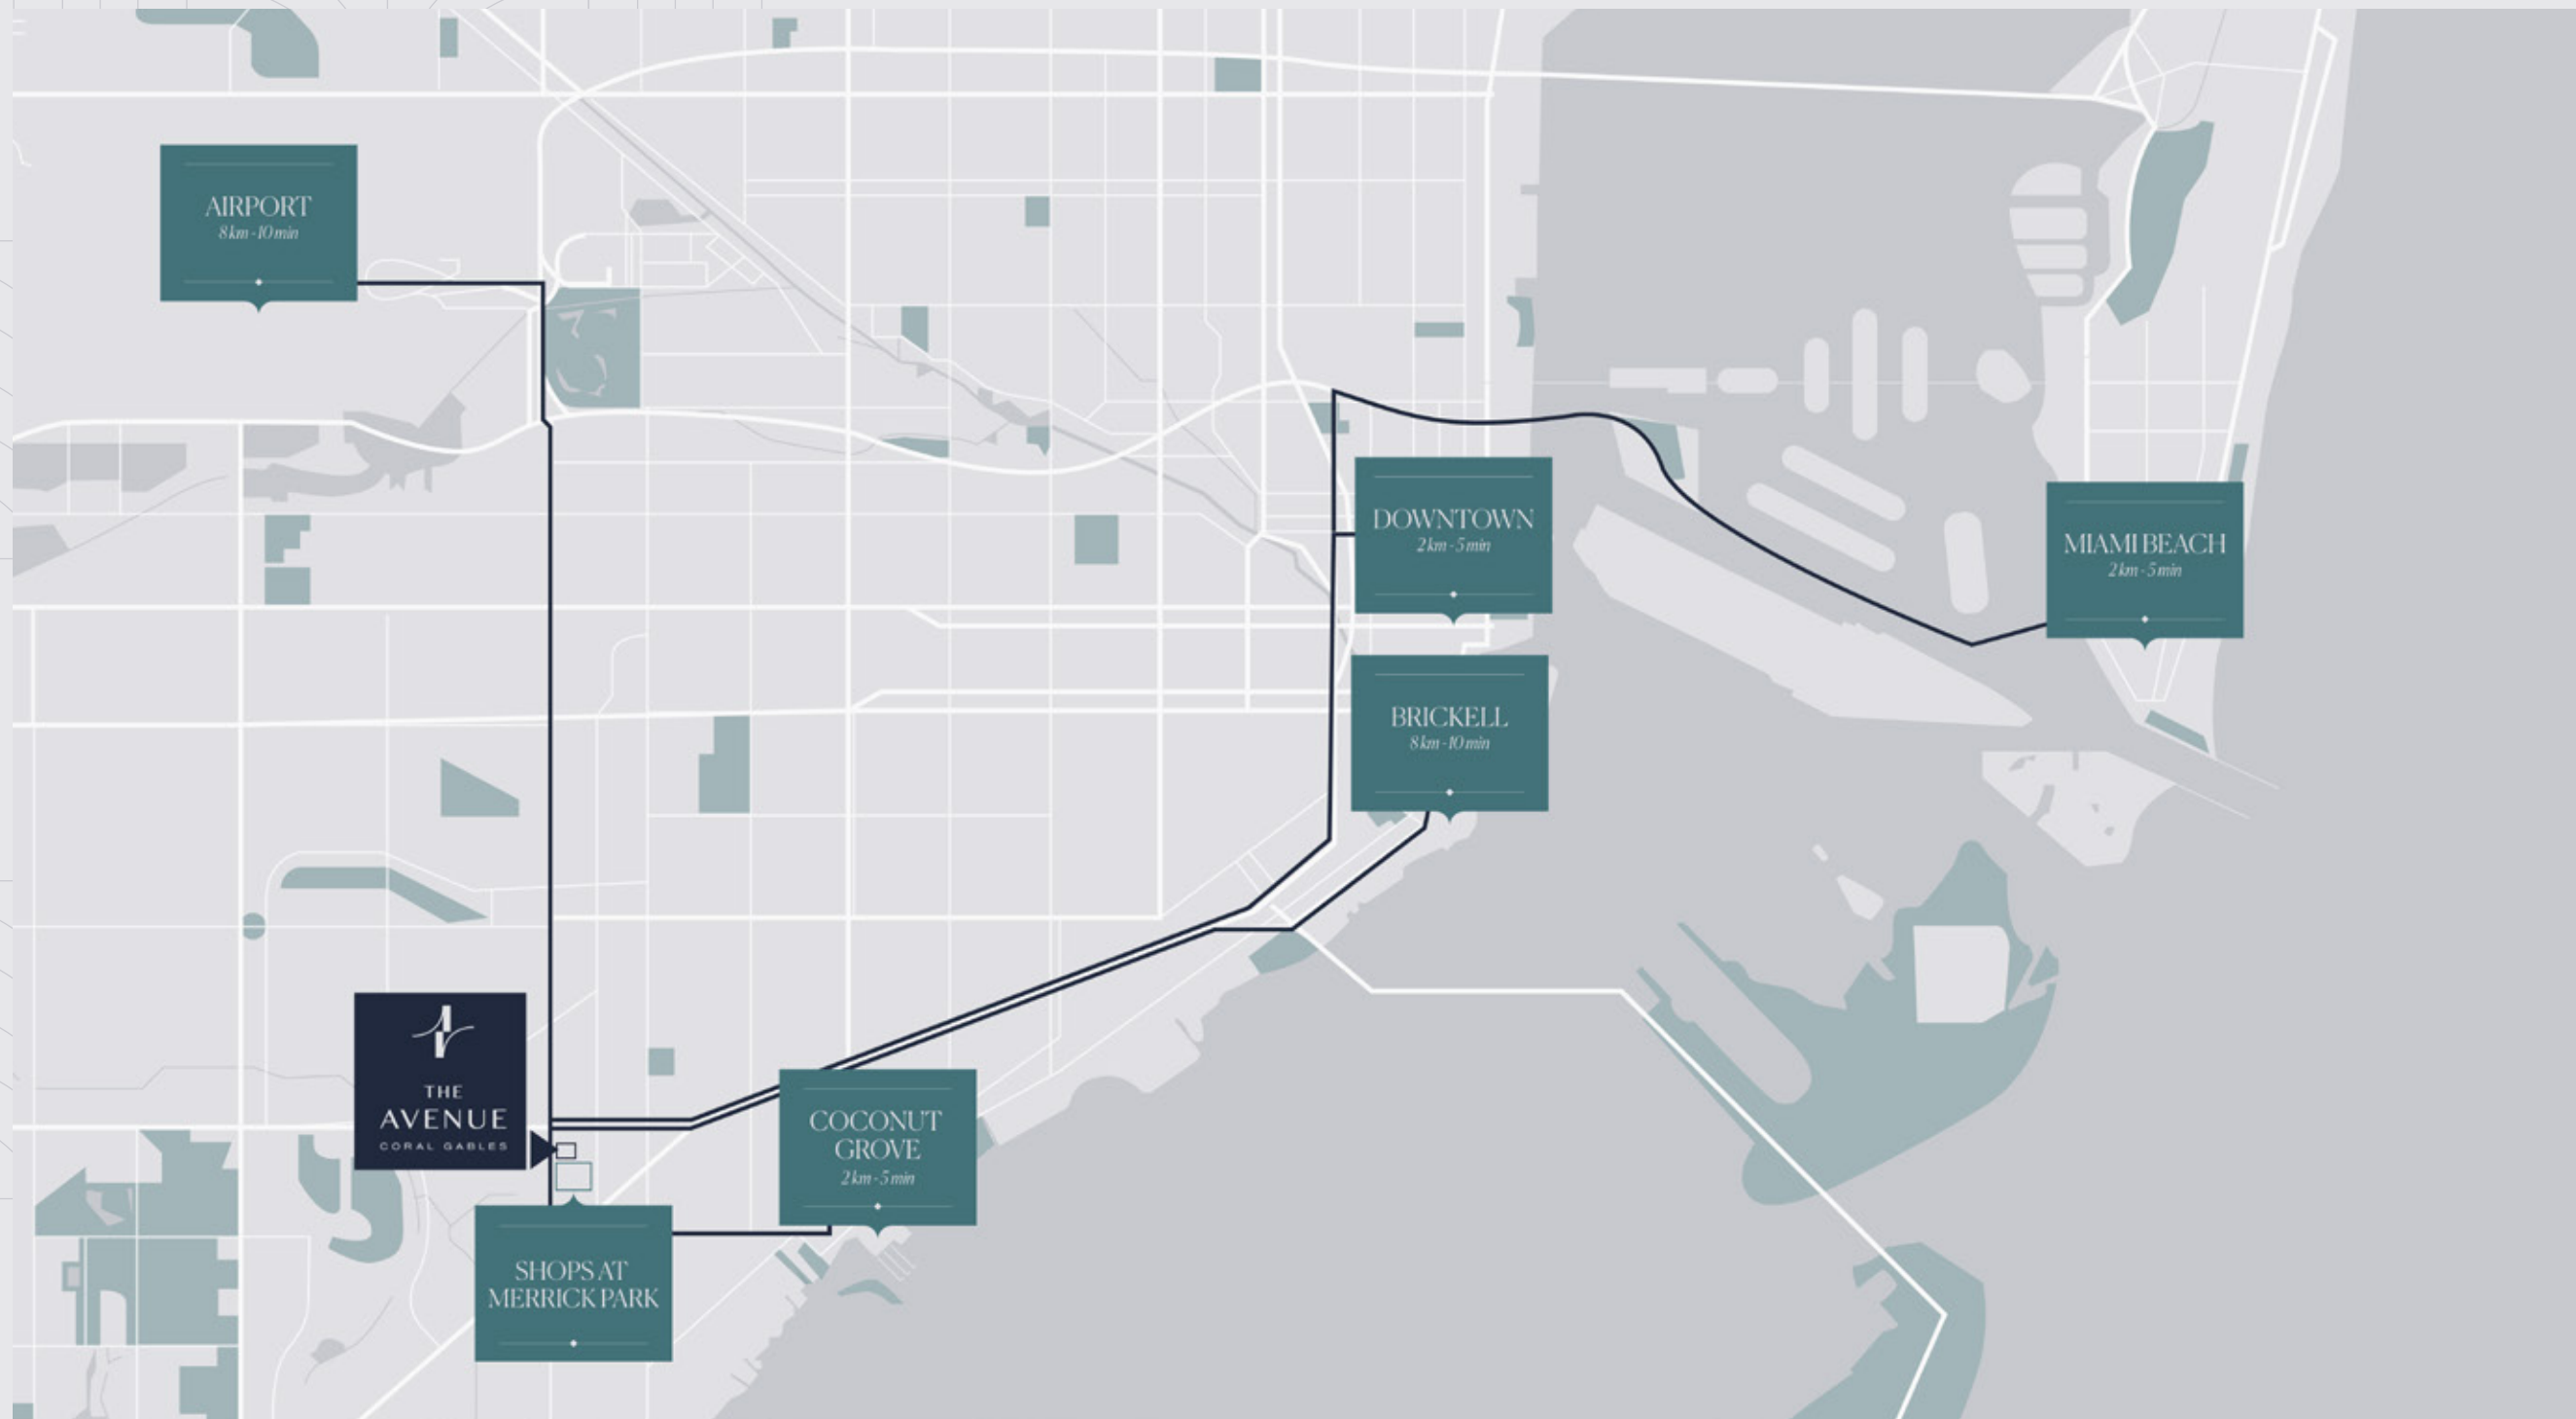 AIRPORT
8 km - 10 min
DOWNTOWN
2 km - 5 min
MIAMI BEACH
2 km - 5 min
BRICKELL
8 km - 10 min
THE
AVENUE
CORAL GABLES
COCONUT
GROVE
2 km - 5 min
SHOPS AT
MERRICK PARK